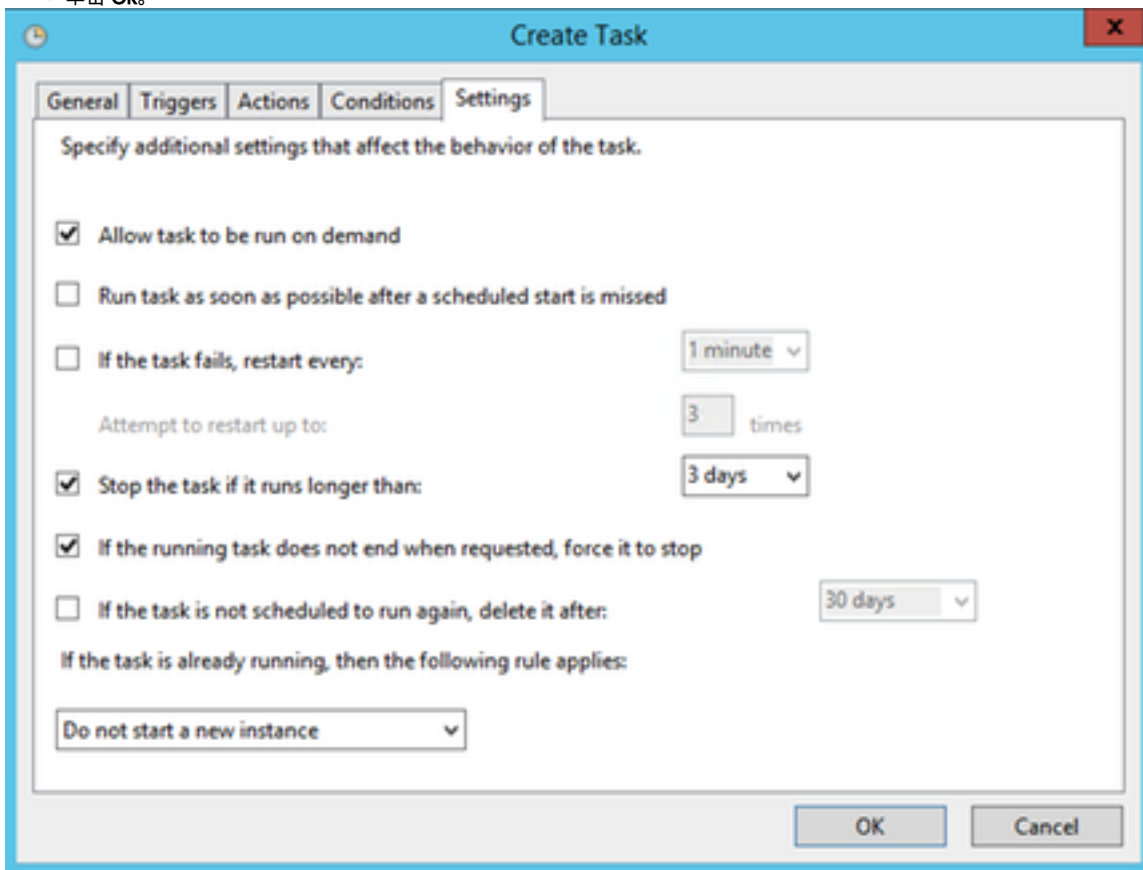 单击 OK。
Create Task
General Triggers Actions Conditions Settings
Specify additional settings that affect the behavior of the task.
Allow task to be run on demand
Run task as soon as possible after a scheduled start is missed
If the task fails, restart every: 1 minute
Attempt to restart up to: 3 times
Stop the task if it runs longer than: 3 days
If the running task does not end when requested, force it to stop
If the task is not scheduled to run again, delete it after: 30 days
If the task is already running, then the following rule applies:
Do not start a new instance
OK Cancel